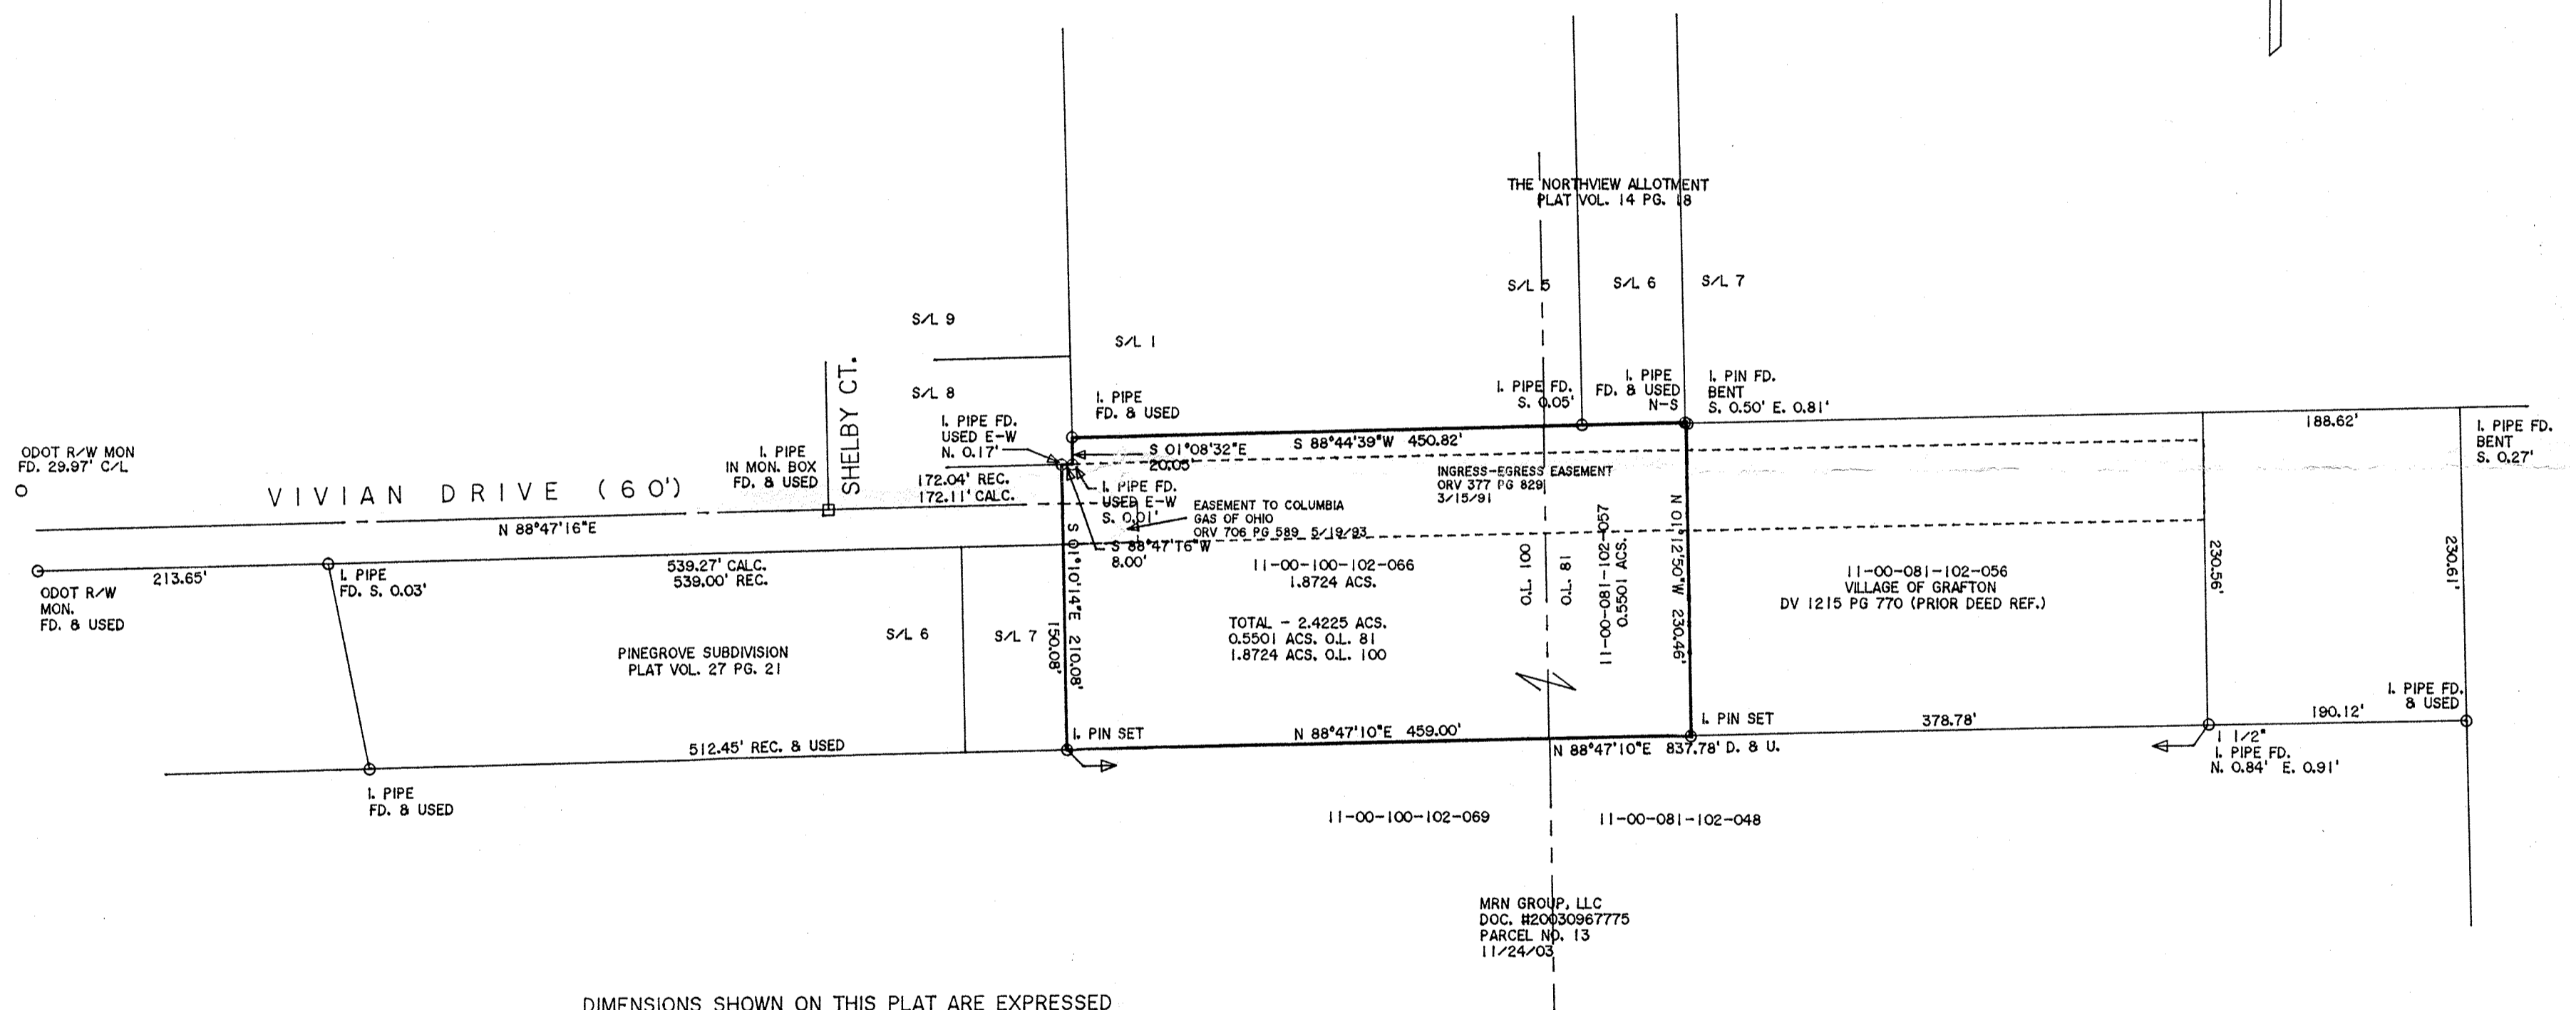 THE NORTHVIEW ALLOTMENT
PLAT VOL. 14 PG. 18
S/L 5
S/L 6
S/L 7
S/L 9
S/L 1
S/L 8
SHELBY CT.
I. PIPE
FD. & USED
I. PIPE FD.
S. 0.05'
I. PIPE
FD. & USED
N-S
I. PIN FD.
BENT
S. 0.50' E. 0.81'
188.62'
I. PIPE FD.
BENT
S. 0.27'
I. PIPE FD.
USED E-W
N. 0.17'
ODOT R/W MON
FD. 29.97' C/L
I. PIPE
IN MON. BOX
FD. & USED
S 01°08'32"E
20.05'
S 88°44'39"W 450.82'
172.04' REC.
172.11' CALC.
I. PIPE FD.
USED E-W
S. 0.01'
EASEMENT TO COLUMBIA
GAS OF OHIO
ORV 706 PG 589 5/19/93
INGRESS-EGRESS EASEMENT
ORV 377 PG 829
3/15/91
VIVIAN DRIVE (60')
N 88°47'16"E
S 88°47'16"W
8.00'
213.65'
ODOT R/W
MON.
FD. & USED
I. PIPE
FD. S. 0.03'
539.27' CALC.
539.00' REC.
S 01°10'14"E 210.08'
150.08'
11-00-100-102-066
1.8724 ACS.
TOTAL - 2.4225 ACS.
0.5501 ACS. O.L. 81
1.8724 ACS. O.L. 100
O.L. 100
O.L. 81
11-00-081-102-057
0.5501 ACS.
N 01°12'50"W 230.46'
11-00-081-102-056
VILLAGE OF GRAFTON
DV 1215 PG 770 (PRIOR DEED REF.)
230.56'
230.61'
PINEGROVE SUBDIVISION
PLAT VOL. 27 PG. 21
S/L 6
S/L 7
I. PIPE FD.
& USED
512.45' REC. & USED
I. PIN SET
N 88°47'10"E 459.00'
I. PIN SET
378.78'
190.12'
N 88°47'10"E 837.78' D. & U.
1 1/2"
I. PIPE FD.
N. 0.84' E. 0.91'
I. PIPE
FD. & USED
11-00-100-102-069
11-00-081-102-048
MRN GROUP, LLC
DOC. #20030967775
PARCEL NO. 13
11/24/03
DIMENSIONS SHOWN ON THIS PLAT ARE EXPRESSED